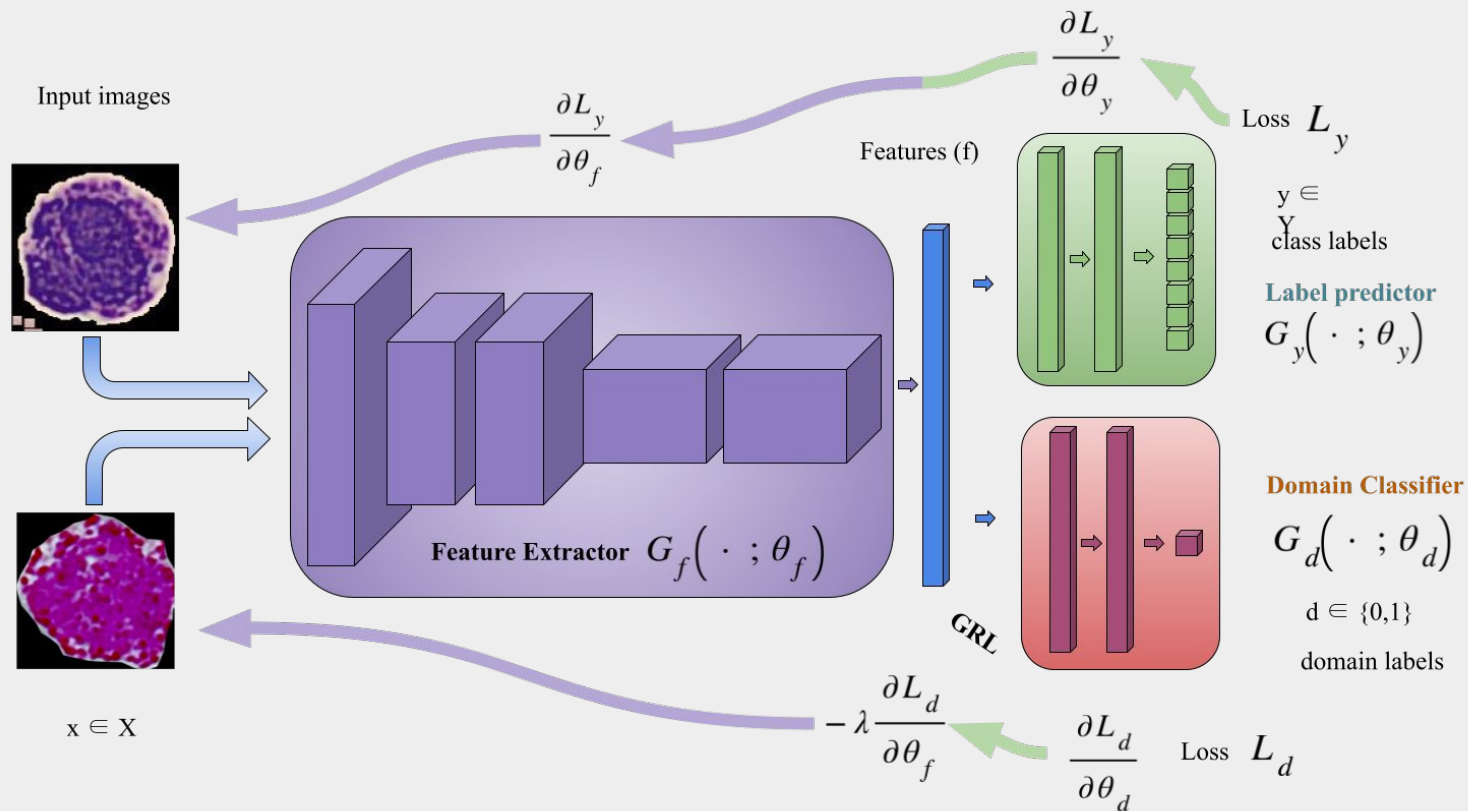 Input images
∂L_y
∂θ_f
∂L_y
∂θ_y
Loss L_y
Features (f)
y ∈
Y
class labels
Label predictor
G_y( · ; θ_y)
Feature Extractor G_f( · ; θ_f)
Domain Classifier
G_d( · ; θ_d)
d ∈ {0,1}
domain labels
GRL
x ∈ X
− λ ∂L_d
∂θ_f
∂L_d
∂θ_d
Loss L_d